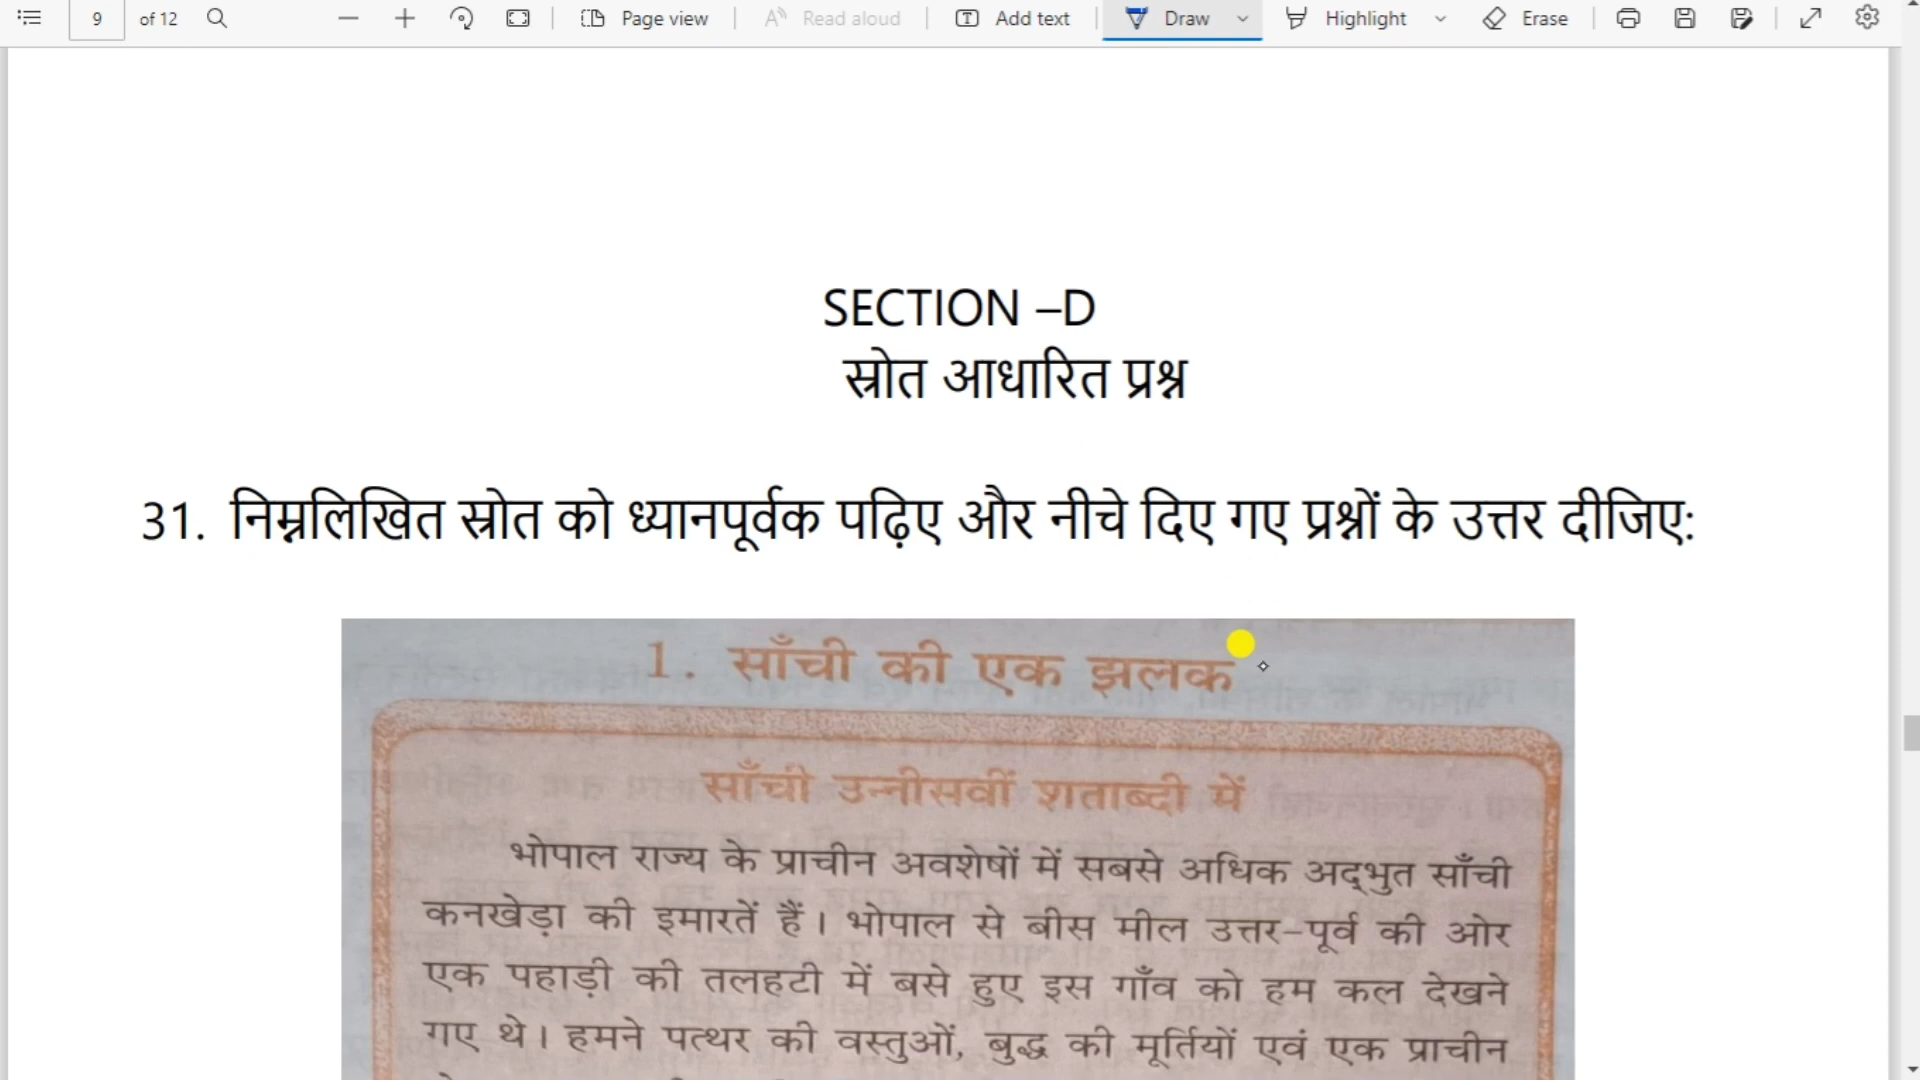 9 of 12 Page view Read aloud Add text Draw Highlight Erase
SECTION –D
स्रोत आधारित प्रश्न
31. निम्नलिखित स्रोत को ध्यानपूर्वक पढ़िए और नीचे दिए गए प्रश्नों के उत्तर दीजिए:
1. साँची की एक झलक
साँची उन्नीसवीं शताब्दी में
भोपाल राज्य के प्राचीन अवशेषों में सबसे अधिक अद्भुत साँची
कनखेड़ा की इमारतें हैं। भोपाल से बीस मील उत्तर-पूर्व की ओर
एक पहाड़ी की तलहटी में बसे हुए इस गाँव को हम कल देखने
गए थे। हमने पत्थर की वस्तुओं, बुद्ध की मूर्तियों एवं एक प्राचीन